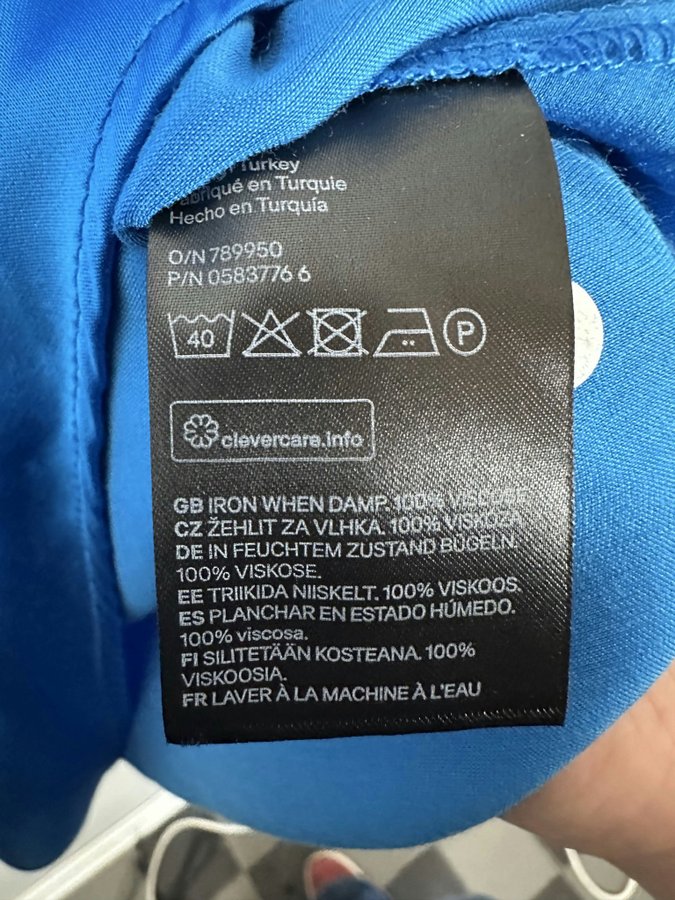 Turkey
Fabriqué en Turquie
Hecho en Turquía
O/N 789950
P/N 0583776 6
40
P
clevercare.info
GB IRON WHEN DAMP. 100% VISCOSE
CZ ŽEHLIT ZA VLHKA. 100% VISKÓZA
DE IN FEUCHTEM ZUSTAND BÜGELN.
100% VISKOSE.
EE TRIIKIDA NIISKELT. 100% VISKOOS.
ES PLANCHAR EN ESTADO HÚMEDO.
100% viscosa.
FI SILITETÄÄN KOSTEANA. 100%
VISKOOSIA.
FR LAVER À LA MACHINE À L'EAU